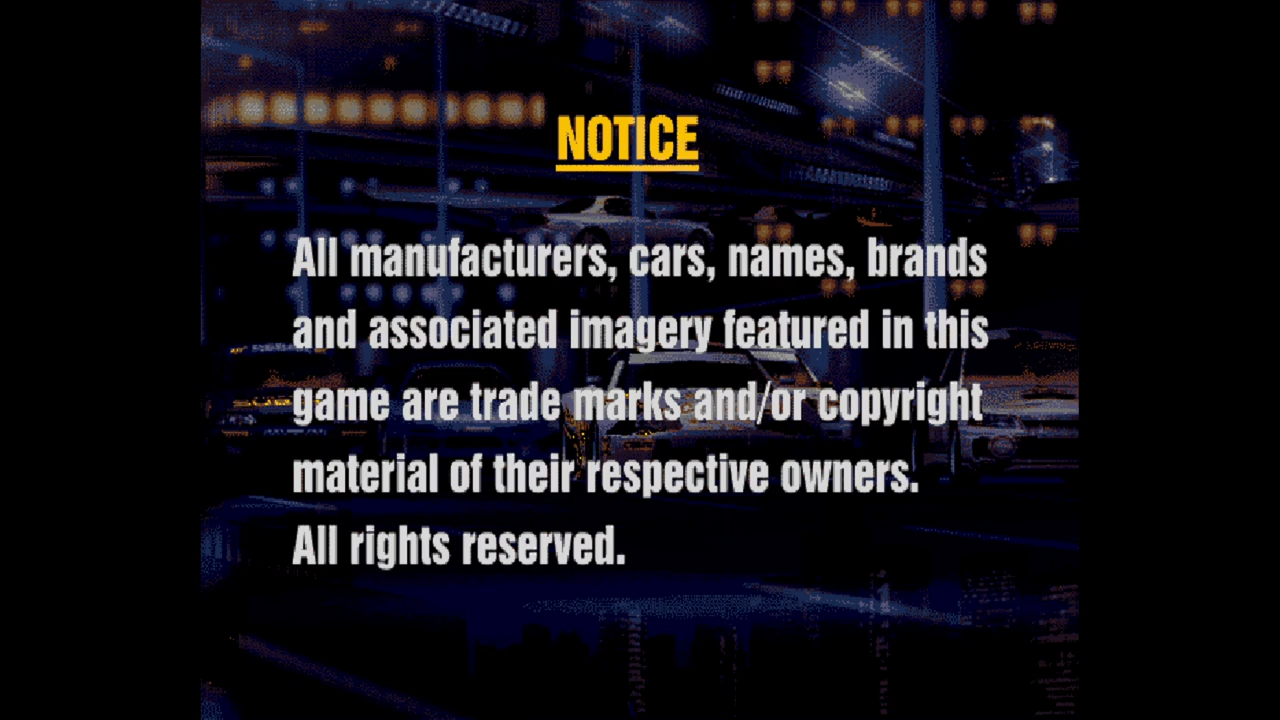 NOTICE
All manufacturers, cars, names, brands
and associated imagery featured in this
game are trade marks and/or copyright
material of their respective owners.
All rights reserved.